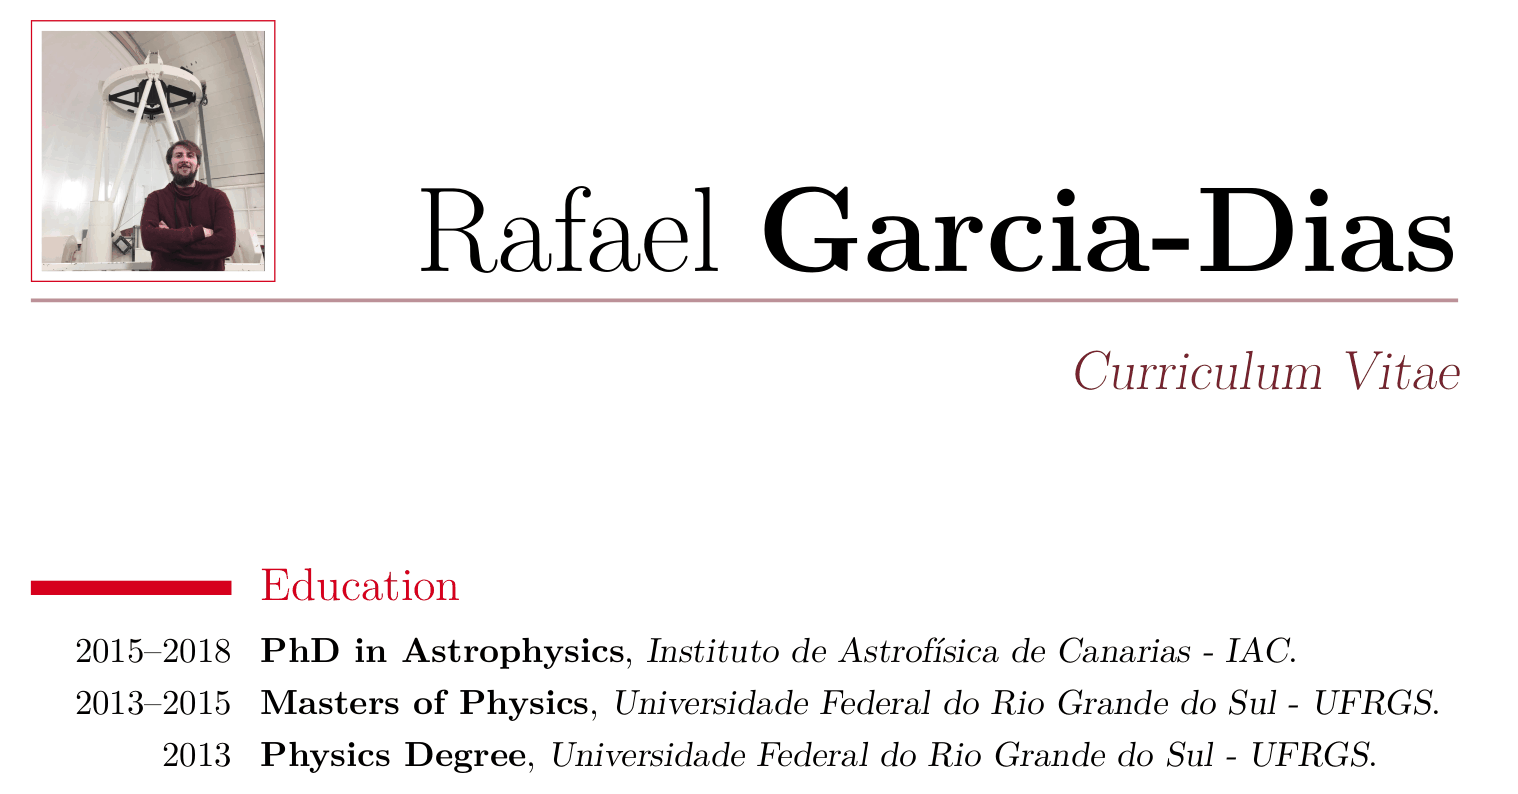 Rafael Garcia-Dias
Curriculum Vitae
Education
2015–2018 PhD in Astrophysics, Instituto de Astrofísica de Canarias - IAC.
2013–2015 Masters of Physics, Universidade Federal do Rio Grande do Sul - UFRGS.
2013 Physics Degree, Universidade Federal do Rio Grande do Sul - UFRGS.